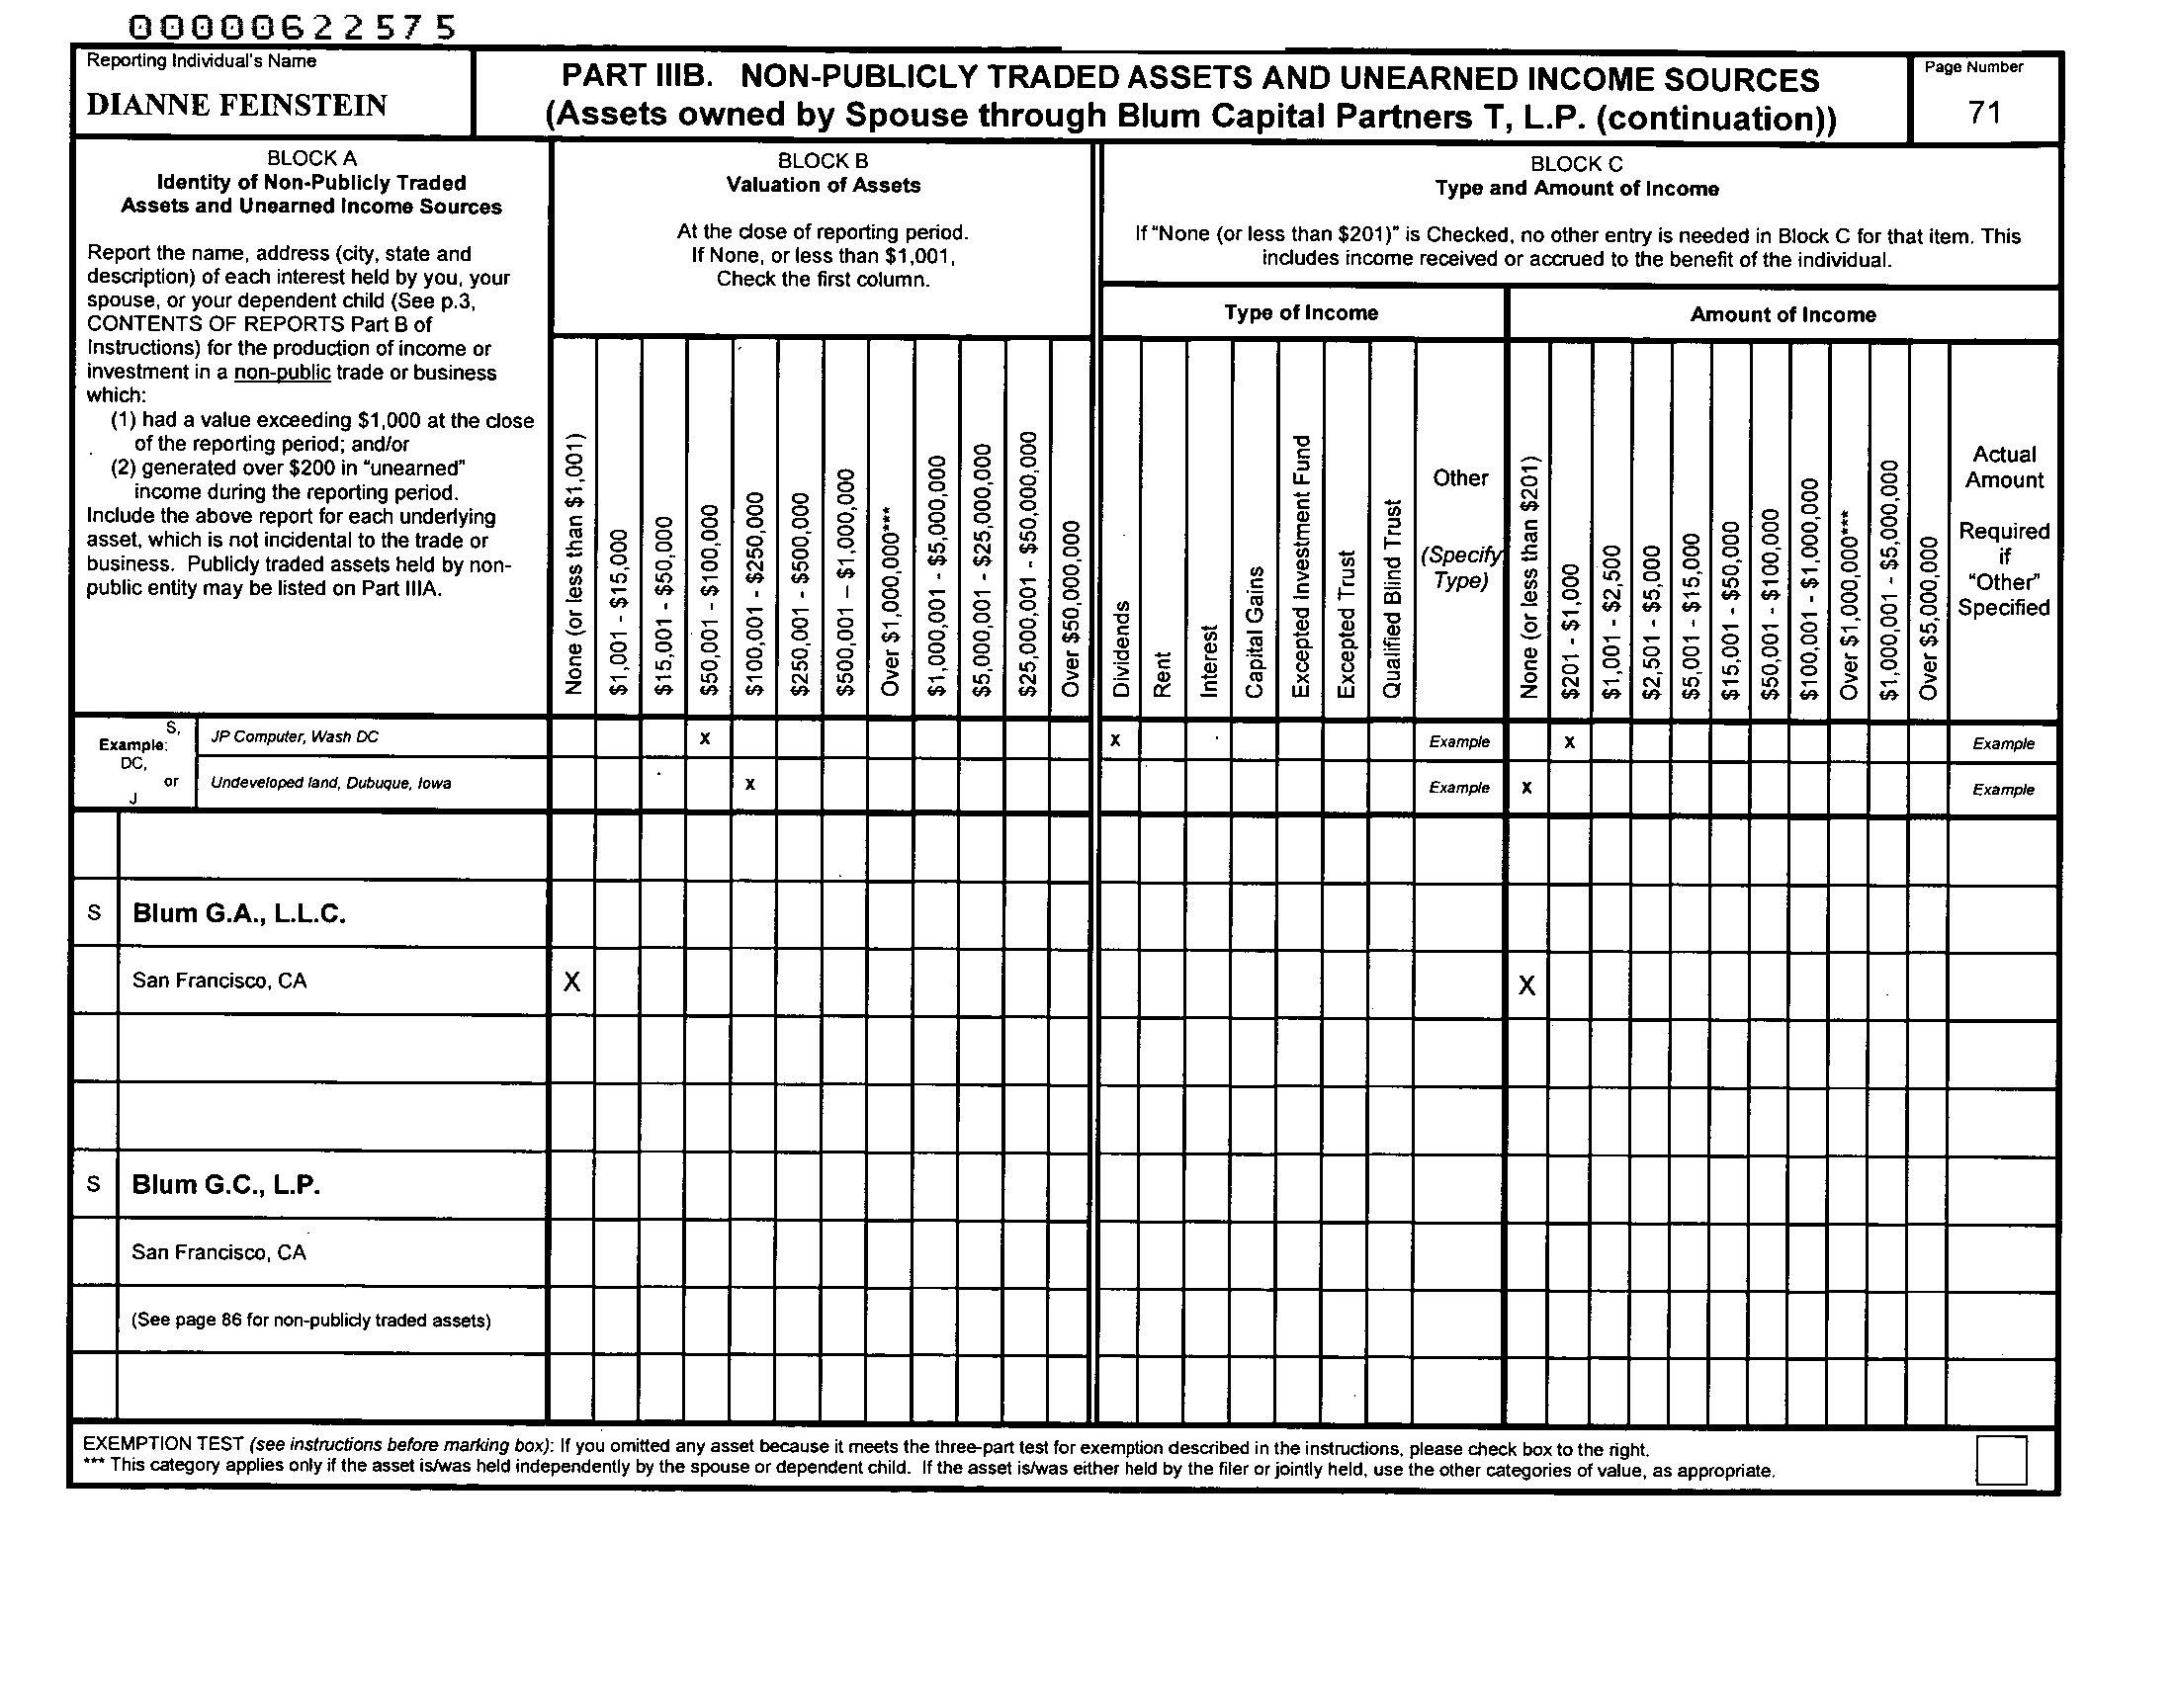 00000622575
Reporting Individual's Name
DIANNE FEINSTEIN
PART IIIB. NON-PUBLICLY TRADED ASSETS AND UNEARNED INCOME SOURCES
(Assets owned by Spouse through Blum Capital Partners T, L.P. (continuation))
Page Number
71
BLOCK A
Identity of Non-Publicly Traded
Assets and Unearned Income Sources
Report the name, address (city, state and
description) of each interest held by you, your
spouse, or your dependent child (See p.3,
CONTENTS OF REPORTS Part B of
Instructions) for the production of income or
investment in a non-public trade or business
which:
(1) had a value exceeding $1,000 at the close
of the reporting period; and/or
(2) generated over $200 in “unearned”
income during the reporting period.
Include the above report for each underlying
asset, which is not incidental to the trade or
business. Publicly traded assets held by non-
public entity may be listed on Part IIIA.
BLOCK B
Valuation of Assets
At the close of reporting period.
If None, or less than $1,001,
Check the first column.
None (or less than $1,001)
$1,001 - $15,000
$15,001 - $50,000
$50,001 - $100,000
$100,001 - $250,000
$250,001 - $500,000
$500,001 – $1,000,000
Over $1,000,000***
$1,000,001 - $5,000,000
$5,000,001 - $25,000,000
$25,000,001 - $50,000,000
Over $50,000,000
BLOCK C
Type and Amount of Income
If “None (or less than $201)” is Checked, no other entry is needed in Block C for that item. This
includes income received or accrued to the benefit of the individual.
Type of Income
Dividends
Rent
Interest
Capital Gains
Excepted Investment Fund
Excepted Trust
Qualified Blind Trust
Other
(Specify
Type)
Amount of Income
None (or less than $201)
$201 - $1,000
$1,001 - $2,500
$2,501 - $5,000
$5,001 - $15,000
$15,001 - $50,000
$50,001 - $100,000
$100,001 - $1,000,000
Over $1,000,000***
$1,000,001 - $5,000,000
Over $5,000,000
Actual
Amount
Required
if
“Other”
Specified
S,
Example:
DC,
or
J
JP Computer, Wash DC X X Example X Example
Undeveloped land, Dubuque, Iowa X Example X Example
S Blum G.A., L.L.C.
San Francisco, CA X X
S Blum G.C., L.P.
San Francisco, CA
(See page 86 for non-publicly traded assets)
EXEMPTION TEST (see instructions before marking box): If you omitted any asset because it meets the three-part test for exemption described in the instructions, please check box to the right.
*** This category applies only if the asset is/was held independently by the spouse or dependent child. If the asset is/was either held by the filer or jointly held, use the other categories of value, as appropriate.